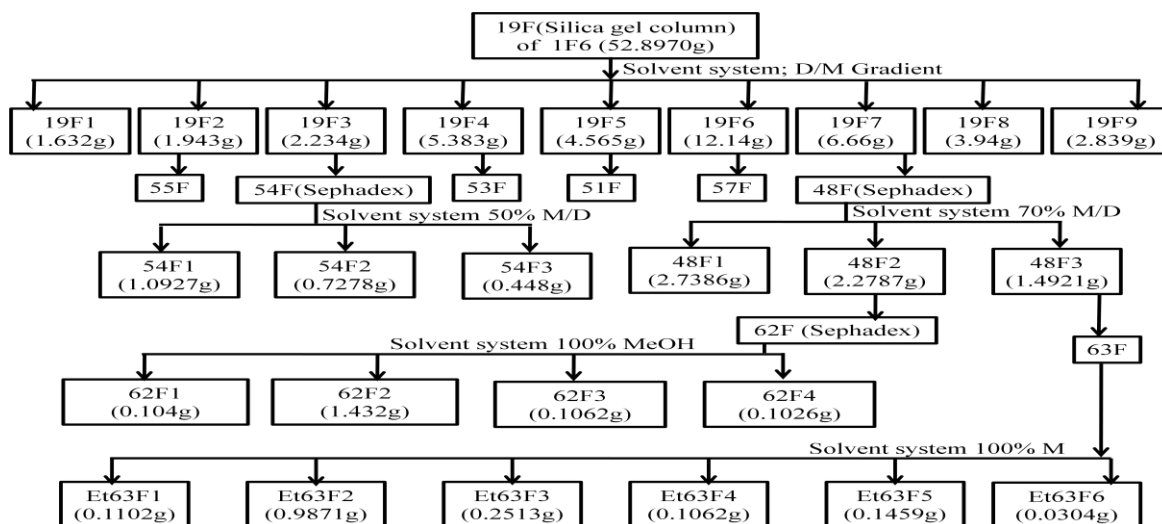 19F(Silica gel column)
of 1F6 (52.8970g)
Solvent system; D/M Gradient
19F1
(1.632g)
19F2
(1.943g)
19F3
(2.234g)
19F4
(5.383g)
19F5
(4.565g)
19F6
(12.14g)
19F7
(6.66g)
19F8
(3.94g)
19F9
(2.839g)
55F
54F(Sephadex)
53F
51F
57F
48F(Sephadex)
Solvent system 50% M/D
Solvent system 70% M/D
54F1
(1.0927g)
54F2
(0.7278g)
54F3
(0.448g)
48F1
(2.7386g)
48F2
(2.2787g)
48F3
(1.4921g)
62F (Sephadex)
63F
Solvent system 100% MeOH
62F1
(0.104g)
62F2
(1.432g)
62F3
(0.1062g)
62F4
(0.1026g)
Solvent system 100% M
Et63F1
(0.1102g)
Et63F2
(0.9871g)
Et63F3
(0.2513g)
Et63F4
(0.1062g)
Et63F5
(0.1459g)
Et63F6
(0.0304g)